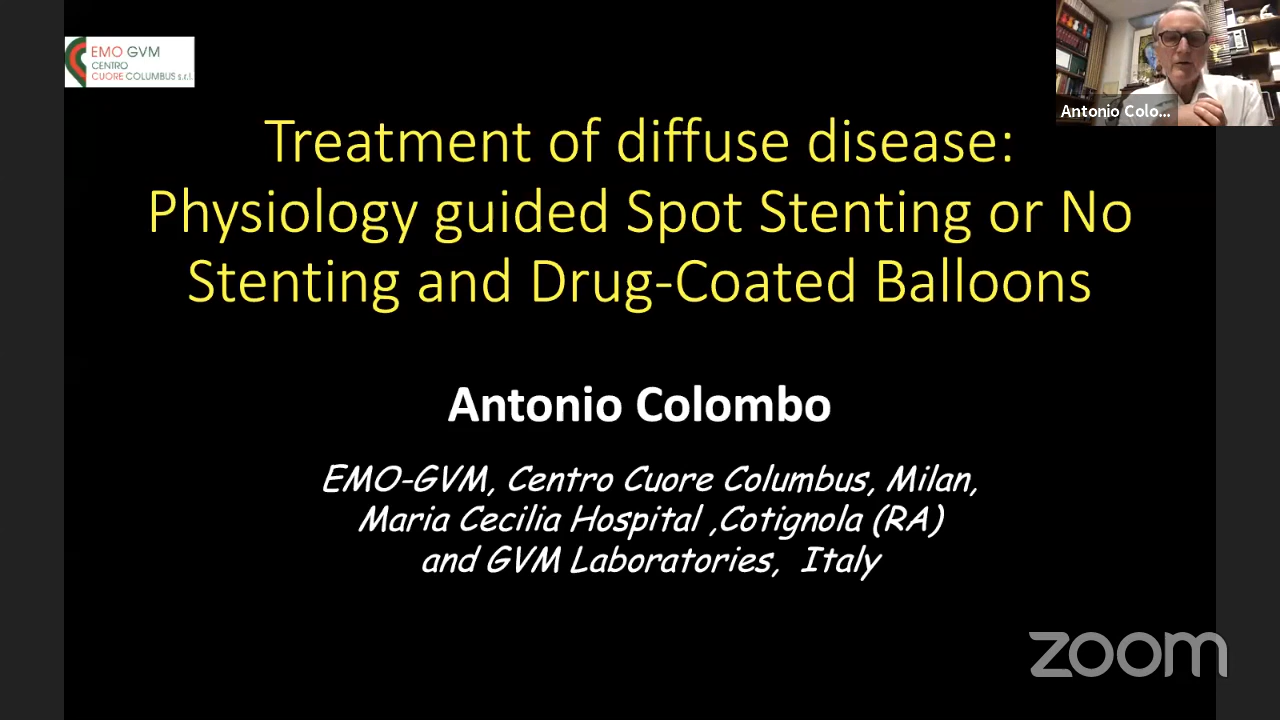 EMO GVM
CENTRO
CUORE COLUMBUS s.r.l.
Antonio Colo...
Treatment of diffuse disease:
Physiology guided Spot Stenting or No
Stenting and Drug-Coated Balloons
Antonio Colombo
EMO-GVM, Centro Cuore Columbus, Milan,
Maria Cecilia Hospital ,Cotignola (RA)
and GVM Laboratories, Italy
zoom